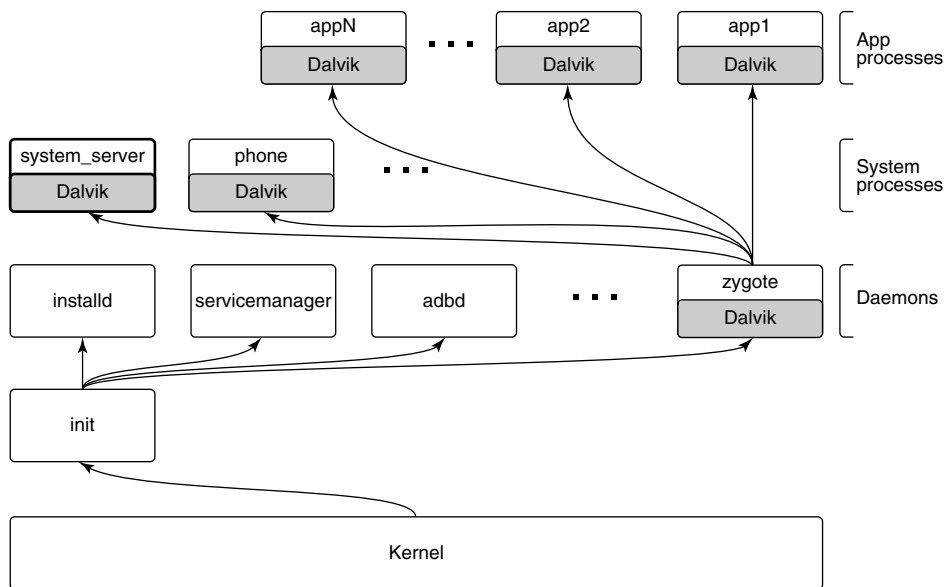 appN
app2
app1
Dalvik
Dalvik
Dalvik
App
processes
system_server
phone
Dalvik
Dalvik
System
processes
installd
servicemanager
adbd
zygote
Dalvik
Daemons
init
Kernel